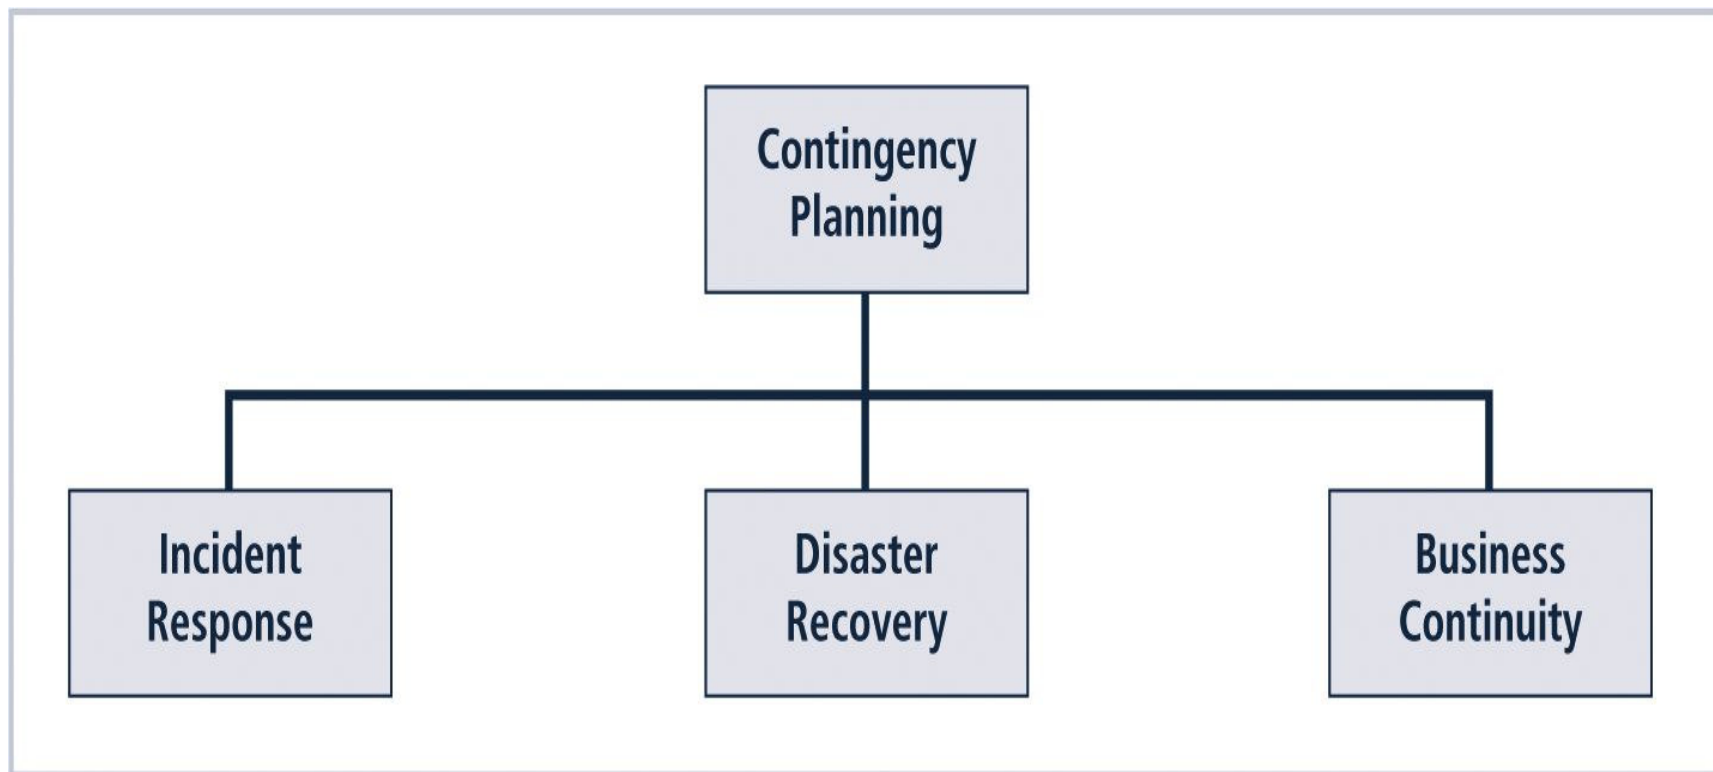 Contingency
Planning
Incident
Response
Disaster
Recovery
Business
Continuity